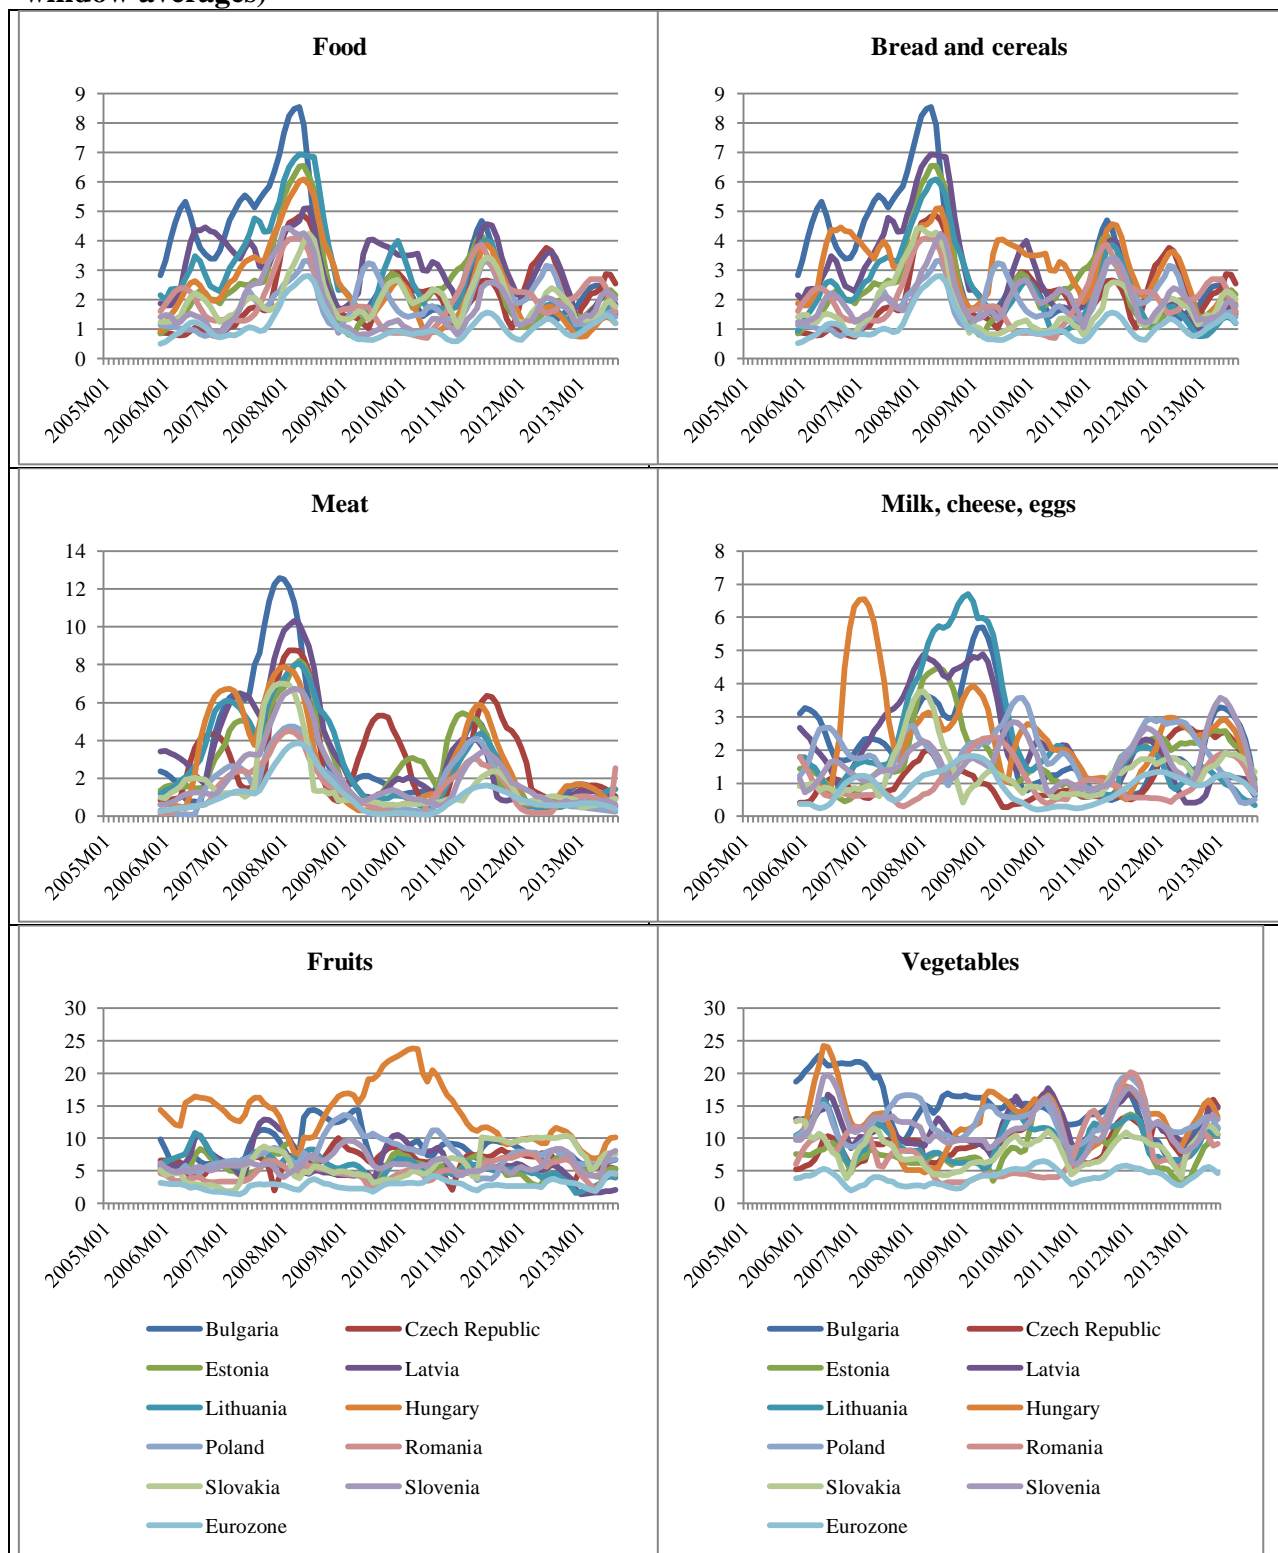 window averages)
Food
9
8
7
6
5
4
3
2
1
0
2005M01
2006M01
2007M01
2008M01
2009M01
2010M01
2011M01
2012M01
2013M01
Bread and cereals
9
8
7
6
5
4
3
2
1
0
2005M01
2006M01
2007M01
2008M01
2009M01
2010M01
2011M01
2012M01
2013M01
Meat
14
12
10
8
6
4
2
0
2005M01
2006M01
2007M01
2008M01
2009M01
2010M01
2011M01
2012M01
2013M01
Milk, cheese, eggs
8
7
6
5
4
3
2
1
0
2005M01
2006M01
2007M01
2008M01
2009M01
2010M01
2011M01
2012M01
2013M01
Fruits
30
25
20
15
10
5
0
2005M01
2006M01
2007M01
2008M01
2009M01
2010M01
2011M01
2012M01
2013M01
Bulgaria
Czech Republic
Estonia
Latvia
Lithuania
Hungary
Poland
Romania
Slovakia
Slovenia
Eurozone
Vegetables
30
25
20
15
10
5
0
2005M01
2006M01
2007M01
2008M01
2009M01
2010M01
2011M01
2012M01
2013M01
Bulgaria
Czech Republic
Estonia
Latvia
Lithuania
Hungary
Poland
Romania
Slovakia
Slovenia
Eurozone